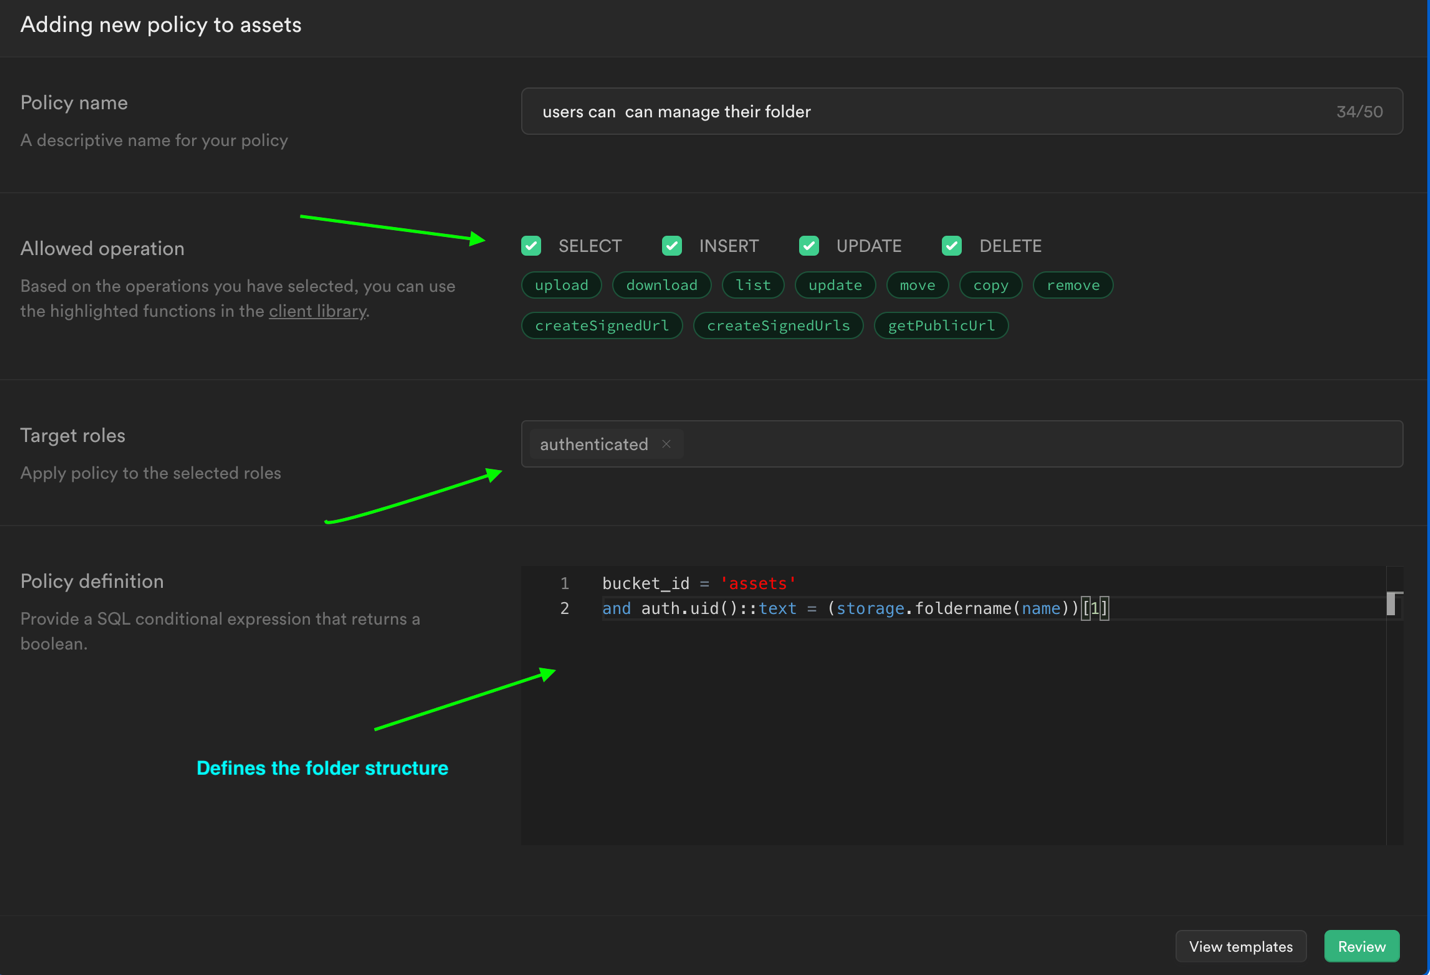 Adding new policy to assets
Policy name
A descriptive name for your policy
users can  can manage their folder
34/50
Allowed operation
Based on the operations you have selected, you can use
the highlighted functions in the client library.
SELECT INSERT UPDATE DELETE
upload download list update move copy remove
createSignedUrl createSignedUrls getPublicUrl
Target roles
Apply policy to the selected roles
authenticated ×
Policy definition
Provide a SQL conditional expression that returns a
boolean.
1 bucket_id = 'assets'
2 and auth.uid()::text = (storage.foldername(name))[1]
Defines the folder structure
View templates Review